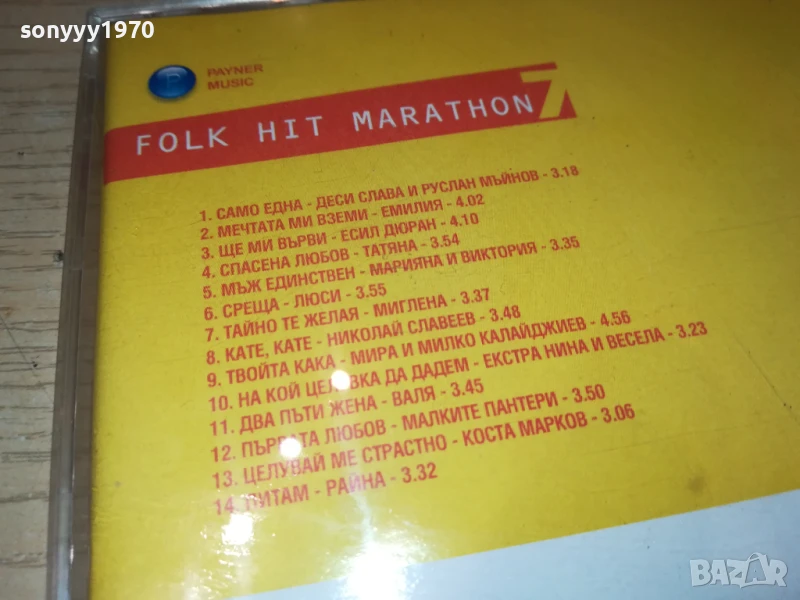 sonyyy1970
PAYNER
MUSIC
FOLK HIT MARATHON 7
1. САМО ЕДНА - ДЕСИ СЛАВА И РУСЛАН МЪЙНОВ - 3.18
2. МЕЧТАТА МИ ВЗЕМИ - ЕМИЛИЯ - 4.02
3. ЩЕ МИ ВЪРВИ - ЕСИЛ ДЮРАН - 4.10
4. СПАСЕНА ЛЮБОВ - ТАТЯНА - 3.54
5. МЪЖ ЕДИНСТВЕН - МАРИЯНА И ВИКТОРИЯ - 3.35
6. СРЕЩА - ЛЮСИ - 3.55
7. ТАЙНО ТЕ ЖЕЛАЯ - МИГЛЕНА - 3.37
8. КАТЕ, КАТЕ - НИКОЛАЙ СЛАВЕЕВ - 3.48
9. ТВОЙТА КАКА - МИРА И МИЛКО КАЛАЙДЖИЕВ - 4.56
10. НА КОЙ ЦЕЛУВКА ДА ДАДЕМ - ЕКСТРА НИНА И ВЕСЕЛА - 3.23
11. ДВА ПЪТИ ЖЕНА - ВАЛЯ - 3.45
12. ПЪРВАТА ЛЮБОВ - МАЛКИТЕ ПАНТЕРИ - 3.50
13. ЦЕЛУВАЙ МЕ СТРАСТНО - КОСТА МАРКОВ - 3.06
14. ПИТАМ - РАЙНА - 3.32
BAZAR